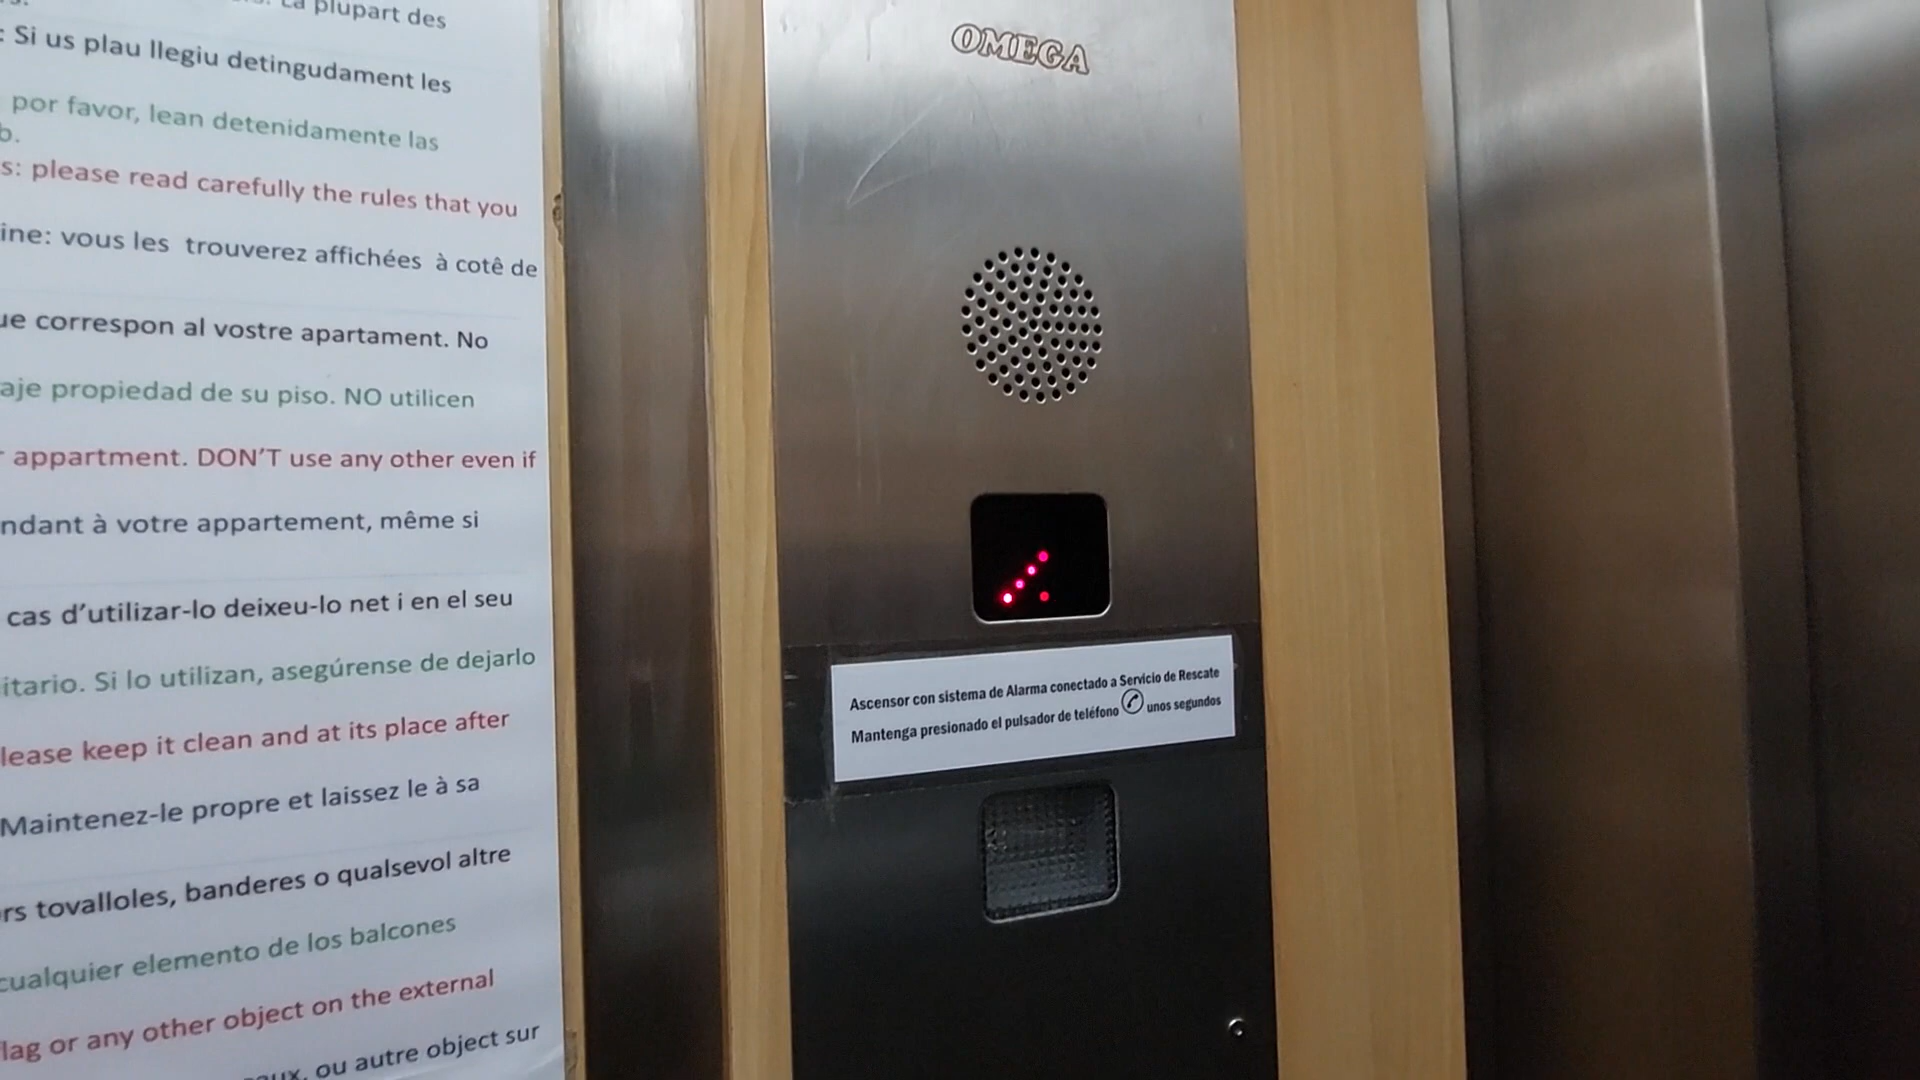 La plupart des
: Si us plau llegiu detingudament les
por favor, lean detenidamente las
b.
s: please read carefully the rules that you
ine: vous les trouverez affichées à cotê de
ue correspon al vostre apartament. No
aje propiedad de su piso. NO utilicen
appartment. DON'T use any other even if
ndant à votre appartement, même si
cas d'utilizar-lo deixeu-lo net i en el seu
itario. Si lo utilizan, asegúrense de dejarlo
lease keep it clean and at its place after
Maintenez-le propre et laissez le à sa
rs tovalloles, banderes o qualsevol altre
cualquier elemento de los balcones
lag or any other object on the external
ou autre object sur
OMEGA
Ascensor con sistema de Alarma conectado a Servicio de Rescate
Mantenga presionado el pulsador de teléfono unos segundos